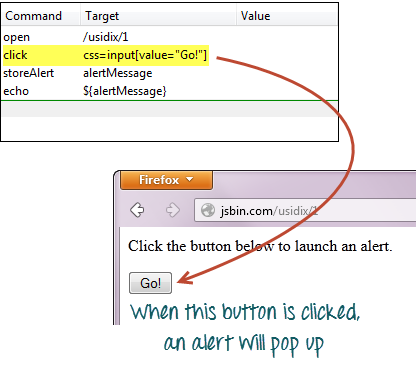 Command Target Value
open /usidix/1
click css=input[value="Go!"]
storeAlert alertMessage
echo ${alertMessage}
Firefox
jsbin.com/usidix/1
Click the button below to launch an alert.
Go!
When this button is clicked,
an alert will pop up